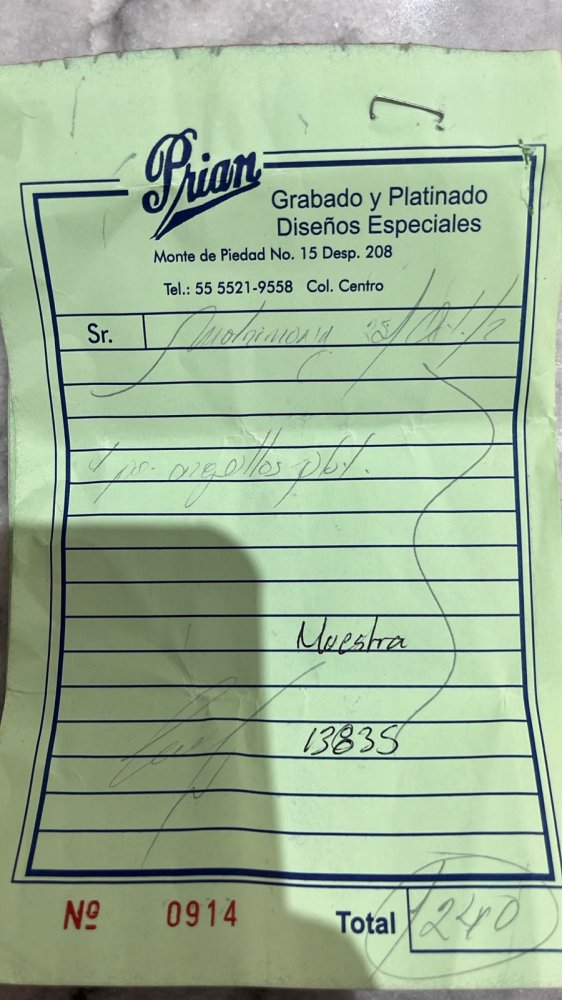 Prian
Grabado y Platinado
Diseños Especiales
Monte de Piedad No. 15 Desp. 208
Tel.: 55 5521-9558 Col. Centro
Sr.
argollas
Muestra
13835
Nº 0914 Total 240